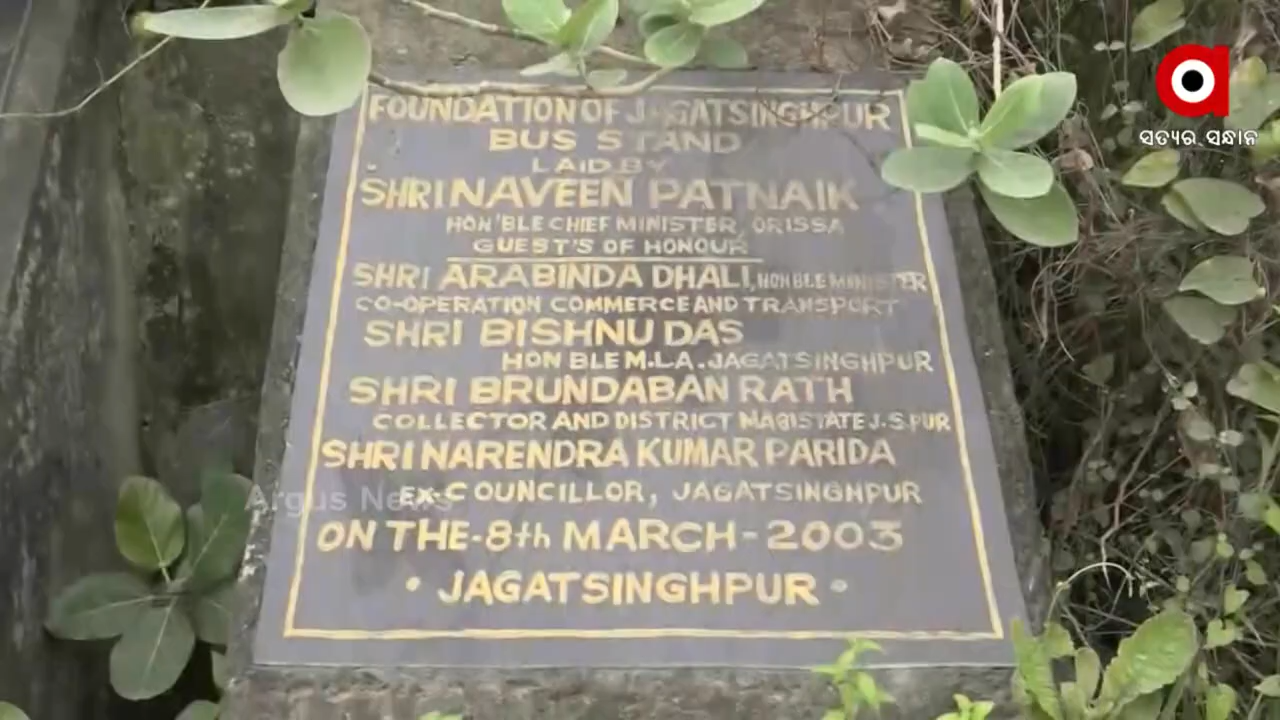 FOUNDATION OF JAGATSINGHPUR
BUS STAND
LAID BY
SHRI NAVEEN PATNAIK
HON'BLE CHIEF MINISTER, ORISSA
GUEST'S OF HONOUR
SHRI ARABINDA DHALI, HON BLE MINISTER
CO-OPERATION COMMERCE AND TRANSPORT
SHRI BISHNU DAS
HON BLE M.L.A. JAGATSINGHPUR
SHRI BRUNDABAN RATH
COLLECTOR AND DISTRICT MAGISTATE J.S.PUR
SHRI NARENDRA KUMAR PARIDA
EX-COUNCILLOR, JAGATSINGHPUR
ON THE-8th MARCH-2003
• JAGATSINGHPUR •
a
ସତ୍ୟର ସନ୍ଧାନ
Argus News